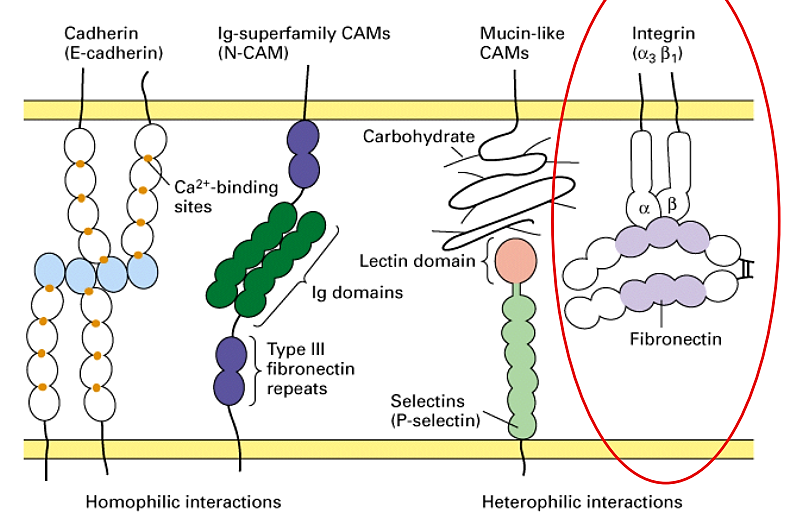 Cadherin
(E-cadherin)
Ig-superfamily CAMs
(N-CAM)
Mucin-like
CAMs
Integrin
(α₃ β₁)
Carbohydrate
Ca²⁺-binding
sites
α
β
Lectin domain
Ig domains
Fibronectin
Type III
fibronectin
repeats
Selectins
(P-selectin)
Homophilic interactions
Heterophilic interactions